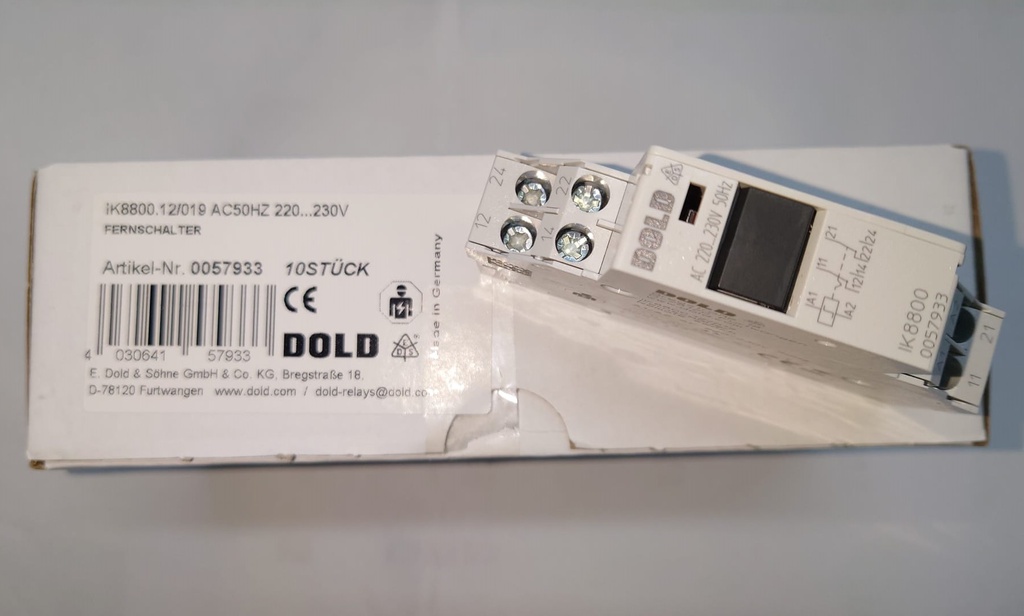 IK8800.12/019 AC50HZ 220...230V
FERNSCHALTER
Artikel-Nr. 0057933 10STÜCK
CE
4 030641 57933
DOLD
E. Dold & Söhne GmbH & Co. KG. Bregstraße 18.
D-78120 Furtwangen www.dold.com / dold-relays@dold.co
Made in Germany
24 22
12 14
DOLD
AC 220...230V 50Hz
A1 11 21
A2 12/14 22/24
IK8800
0057933
DOLD
21
11